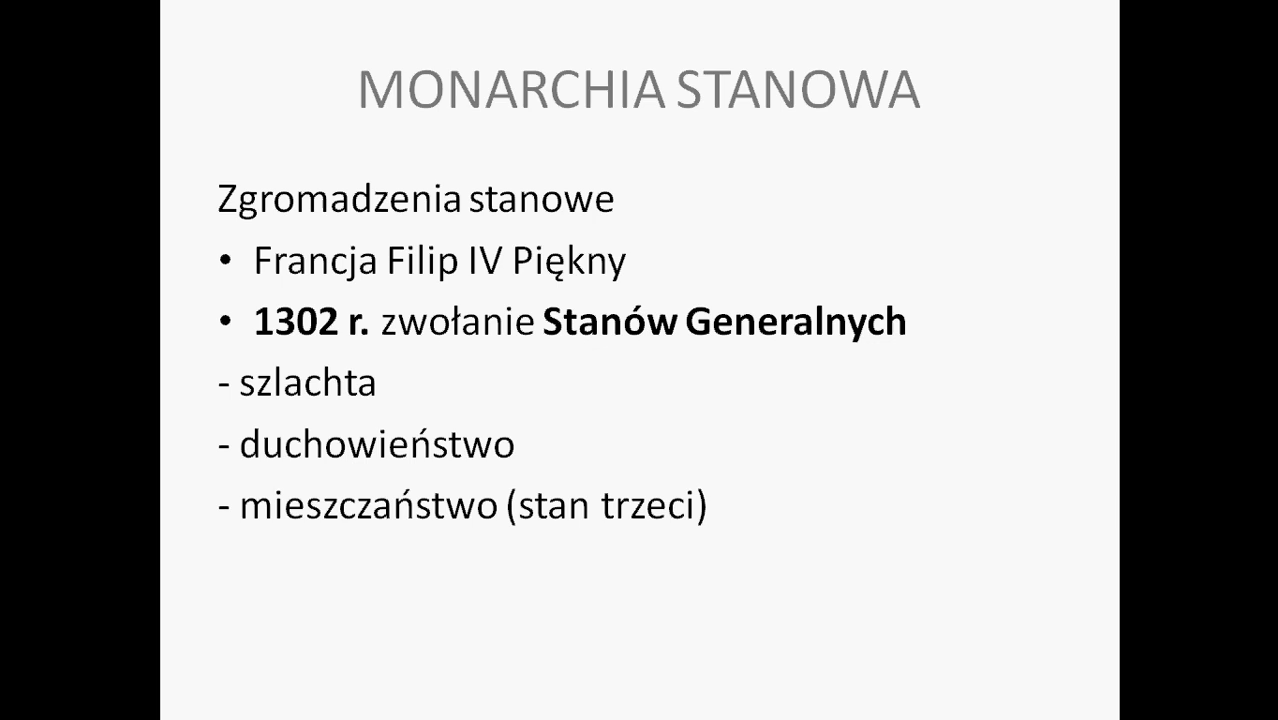 MONARCHIA STANOWA
Zgromadzenia stanowe
• Francja Filip IV Piękny
• 1302 r. zwołanie Stanów Generalnych
- szlachta
- duchowieństwo
- mieszczaństwo (stan trzeci)